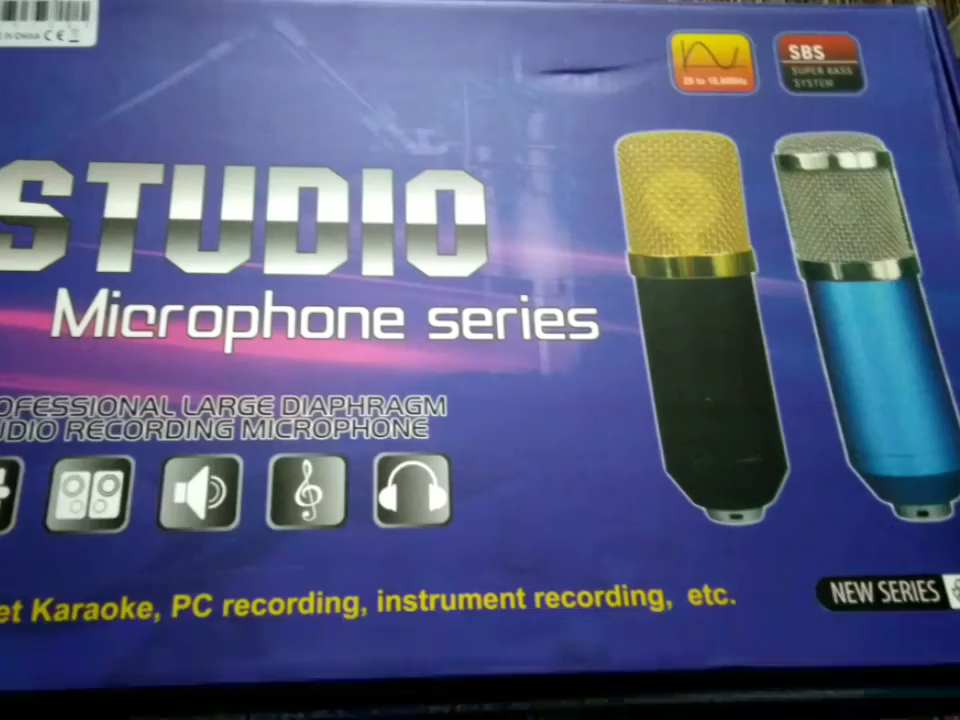 CE
SBS
SUPER BASS
SYSTEM
STUDIO
Microphone series
OFESSIONAL LARGE DIAPHRAGM
UDIO RECORDING MICROPHONE
et Karaoke, PC recording, instrument recording, etc.
NEW SERIES